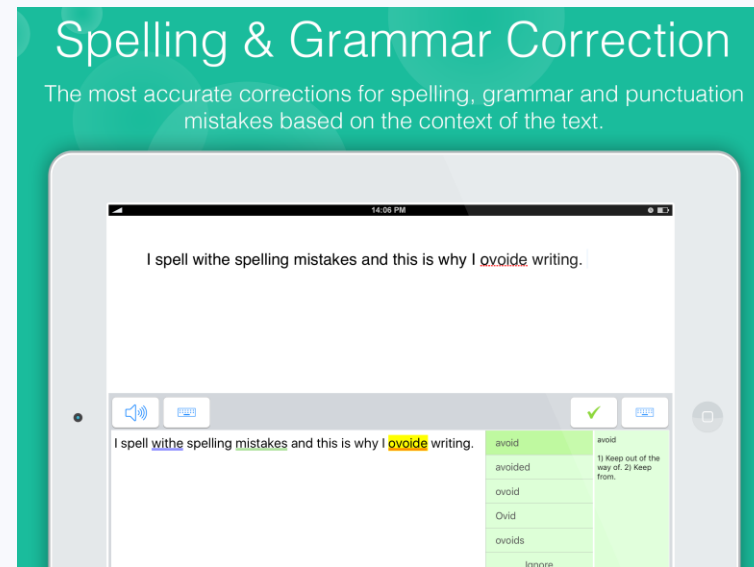 Spelling & Grammar Correction
The most accurate corrections for spelling, grammar and punctuation
mistakes based on the context of the text.
14:06 PM
I spell withe spelling mistakes and this is why I ovoide writing.
I spell withe spelling mistakes and this is why I ovoide writing.
avoid
avoided
ovoid
Ovid
ovoids
Ignore
avoid
1) Keep out of the
way of. 2) Keep
from.